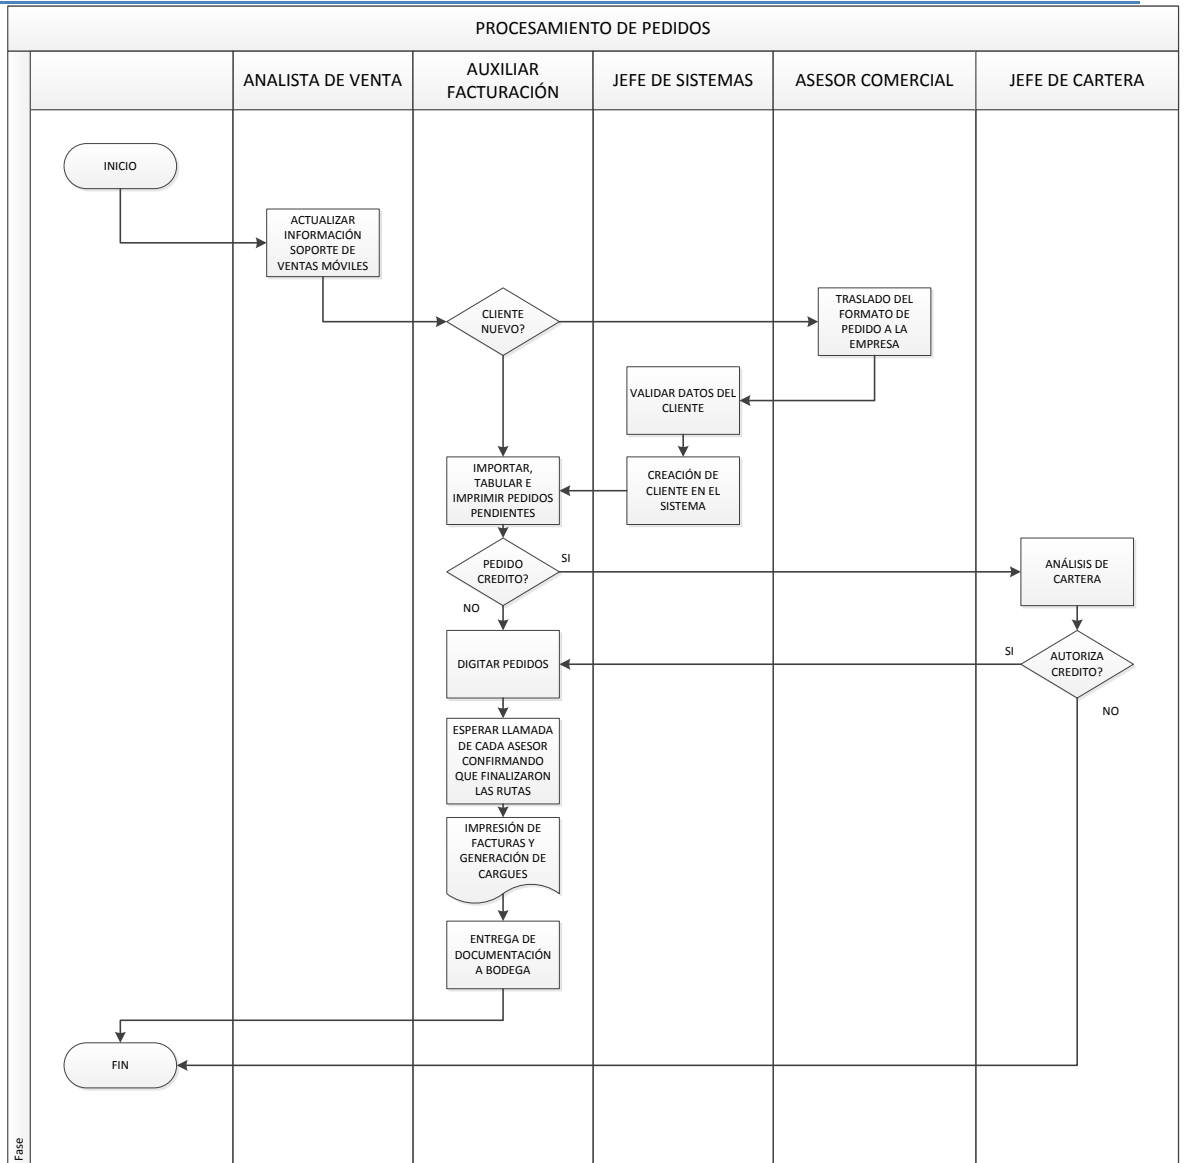 PROCESAMIENTO DE PEDIDOS
ANALISTA DE VENTA
AUXILIAR
FACTURACIÓN
JEFE DE SISTEMAS
ASESOR COMERCIAL
JEFE DE CARTERA
INICIO
ACTUALIZAR
INFORMACIÓN
SOPORTE DE
VENTAS MÓVILES
CLIENTE
NUEVO?
TRASLADO DEL
FORMATO DE
PEDIDO A LA
EMPRESA
VALIDAR DATOS DEL
CLIENTE
IMPORTAR,
TABULAR E
IMPRIMIR PEDIDOS
PENDIENTES
CREACIÓN DE
CLIENTE EN EL
SISTEMA
PEDIDO
CREDITO?
SI
NO
ANÁLISIS DE
CARTERA
DIGITAR PEDIDOS
SI
AUTORIZA
CREDITO?
NO
ESPERAR LLAMADA
DE CADA ASESOR
CONFIRMANDO
QUE FINALIZARON
LAS RUTAS
IMPRESIÓN DE
FACTURAS Y
GENERACIÓN DE
CARGUES
ENTREGA DE
DOCUMENTACIÓN
A BODEGA
FIN
Fase